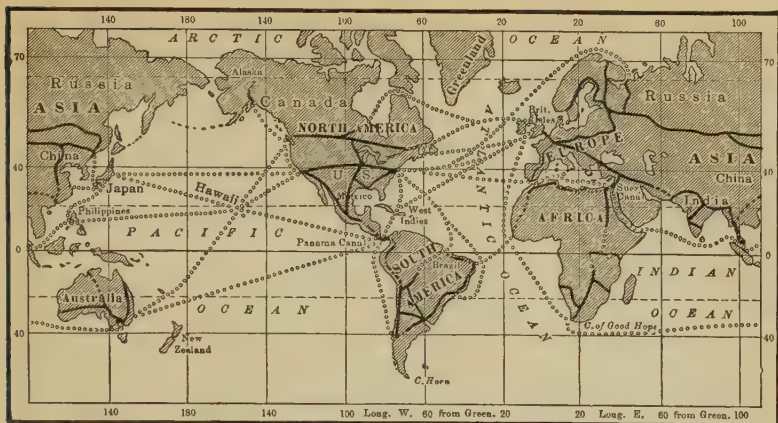 140 180 140 100 60 20 20 60 100
ARCTIC OCEAN
70 70
Alaska
Greenland
Russia
Canada
Russia
ASIA
Brit. Isles
NORTH AMERICA
ATLANTIC OCEAN
EUROPE
China
ASIA
40 U S 40
China
Japan
Hawaii
Mexico
Suez Canal
India
Philippines
West Indies
AFRICA
PACIFIC OCEAN
Panama Canal
0 0
SOUTH AMERICA
Brazil
INDIAN OCEAN
Australia
C. of Good Hope
40 40
New Zealand
C. Horn
140 180 140 100 Long. W. 60 from Green. 20 20 Long. E. 60 from Green. 100